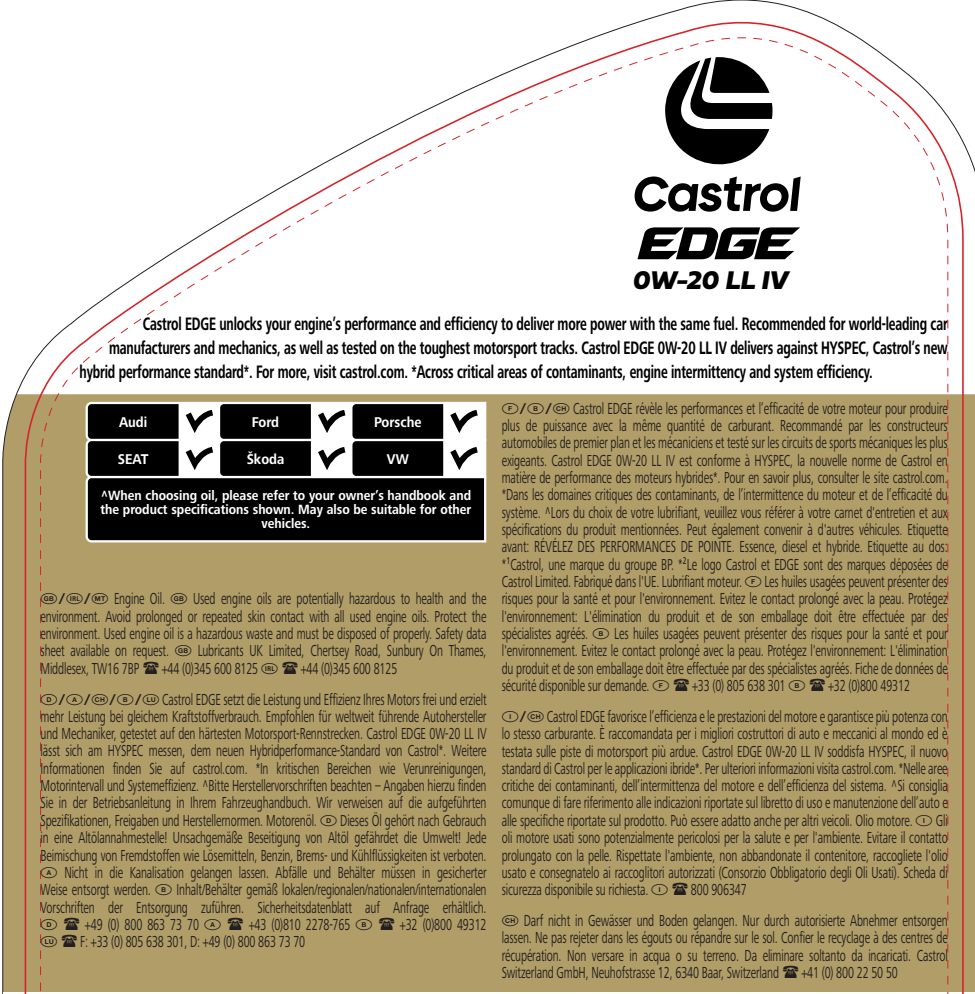 Castrol
EDGE
0W-20 LL IV
Castrol EDGE unlocks your engine's performance and efficiency to deliver more power with the same fuel. Recommended for world-leading car
manufacturers and mechanics, as well as tested on the toughest motorsport tracks. Castrol EDGE 0W-20 LL IV delivers against HYSPEC, Castrol's new
hybrid performance standard*. For more, visit castrol.com. *Across critical areas of contaminants, engine intermittency and system efficiency.
Audi ✔ Ford ✔ Porsche ✔
SEAT ✔ Škoda ✔ VW ✔
^When choosing oil, please refer to your owner's handbook and
the product specifications shown. May also be suitable for other
vehicles.
GB/IRL/MT Engine Oil. GB Used engine oils are potentially hazardous to health and the
environment. Avoid prolonged or repeated skin contact with all used engine oils. Protect the
environment. Used engine oil is a hazardous waste and must be disposed of properly. Safety data
sheet available on request. GB Lubricants UK Limited, Chertsey Road, Sunbury On Thames,
Middlesex, TW16 7BP ☎ +44 (0)345 600 8125 IRL ☎ +44 (0)345 600 8125
D/A/CH/B/LU Castrol EDGE setzt die Leistung und Effizienz Ihres Motors frei und erzielt
mehr Leistung bei gleichem Kraftstoffverbrauch. Empfohlen für weltweit führende Autohersteller
und Mechaniker, getestet auf den härtesten Motorsport-Rennstrecken. Castrol EDGE 0W-20 LL IV
lässt sich am HYSPEC messen, dem neuen Hybridperformance-Standard von Castrol*. Weitere
Informationen finden Sie auf castrol.com. *In kritischen Bereichen wie Verunreinigungen,
Motorintervall und Systemeffizienz. ^Bitte Herstellervorschriften beachten – Angaben hierzu finden
Sie in der Betriebsanleitung in Ihrem Fahrzeughandbuch. Wir verweisen auf die aufgeführten
Spezifikationen, Freigaben und Herstellernormen. Motorenöl. D Dieses Öl gehört nach Gebrauch
in eine Altölannahmestelle! Unsachgemäße Beseitigung von Altöl gefährdet die Umwelt! Jede
Beimischung von Fremdstoffen wie Lösemitteln, Benzin, Brems- und Kühlflüssigkeiten ist verboten.
A Nicht in die Kanalisation gelangen lassen. Abfälle und Behälter müssen in gesicherter
Weise entsorgt werden. B Inhalt/Behälter gemäß lokalen/regionalen/nationalen/internationalen
Vorschriften der Entsorgung zuführen. Sicherheitsdatenblatt auf Anfrage erhältlich.
D ☎ +49 (0) 800 863 73 70 A ☎ +43 (0)810 2278-765 B ☎ +32 (0)800 49312
LU ☎ F: +33 (0) 805 638 301, D: +49 (0) 800 863 73 70
F/B/CH Castrol EDGE révèle les performances et l'efficacité de votre moteur pour produire
plus de puissance avec la même quantité de carburant. Recommandé par les constructeurs
automobiles de premier plan et les mécaniciens et testé sur les circuits de sports mécaniques les plus
exigeants. Castrol EDGE 0W-20 LL IV est conforme à HYSPEC, la nouvelle norme de Castrol en
matière de performance des moteurs hybrides*. Pour en savoir plus, consulter le site castrol.com.
*Dans les domaines critiques des contaminants, de l'intermittence du moteur et de l'efficacité du
système. ^Lors du choix de votre lubrifiant, veuillez vous référer à votre carnet d'entretien et aux
spécifications du produit mentionnées. Peut également convenir à d'autres véhicules. Etiquette
avant: RÉVÉLEZ DES PERFORMANCES DE POINTE. Essence, diesel et hybride. Etiquette au dos:
*¹Castrol, une marque du groupe BP. *²Le logo Castrol et EDGE sont des marques déposées de
Castrol Limited. Fabriqué dans l'UE. Lubrifiant moteur. F Les huiles usagées peuvent présenter des
risques pour la santé et pour l'environnement. Evitez le contact prolongé avec la peau. Protégez
l'environnement: L'élimination du produit et de son emballage doit être effectuée par des
spécialistes agréés. B Les huiles usagées peuvent présenter des risques pour la santé et pour
l'environnement. Evitez le contact prolongé avec la peau. Protégez l'environnement: L'élimination
du produit et de son emballage doit être effectuée par des spécialistes agréés. Fiche de données de
sécurité disponible sur demande. F ☎ +33 (0) 805 638 301 B ☎ +32 (0)800 49312
I/CH Castrol EDGE favorisce l'efficienza e le prestazioni del motore e garantisce più potenza con
lo stesso carburante. È raccomandata per i migliori costruttori di auto e meccanici al mondo ed è
testata sulle piste di motorsport più ardue. Castrol EDGE 0W-20 LL IV soddisfa HYSPEC, il nuovo
standard di Castrol per le applicazioni ibride*. Per ulteriori informazioni visita castrol.com. *Nelle aree
critiche dei contaminanti, dell'intermittenza del motore e dell'efficienza del sistema. ^Si consiglia
comunque di fare riferimento alle indicazioni riportate sul libretto di uso e manutenzione dell'auto e
alle specifiche riportate sul prodotto. Può essere adatto anche per altri veicoli. Olio motore. I Gli
oli motore usati sono potenzialmente pericolosi per la salute e per l'ambiente. Evitare il contatto
prolungato con la pelle. Rispettate l'ambiente, non abbandonate il contenitore, raccogliete l'olio
usato e consegnatelo ai raccoglitori autorizzati (Consorzio Obbligatorio degli Oli Usati). Scheda di
sicurezza disponibile su richiesta. I ☎ 800 906347
CH Darf nicht in Gewässer und Boden gelangen. Nur durch autorisierte Abnehmer entsorgen
lassen. Ne pas rejeter dans les égouts ou répandre sur le sol. Confier le recyclage à des centres de
récupération. Non versare in acqua o su terreno. Da eliminare soltanto da incaricati. Castrol
Switzerland GmbH, Neuhofstrasse 12, 6340 Baar, Switzerland ☎ +41 (0) 800 22 50 50